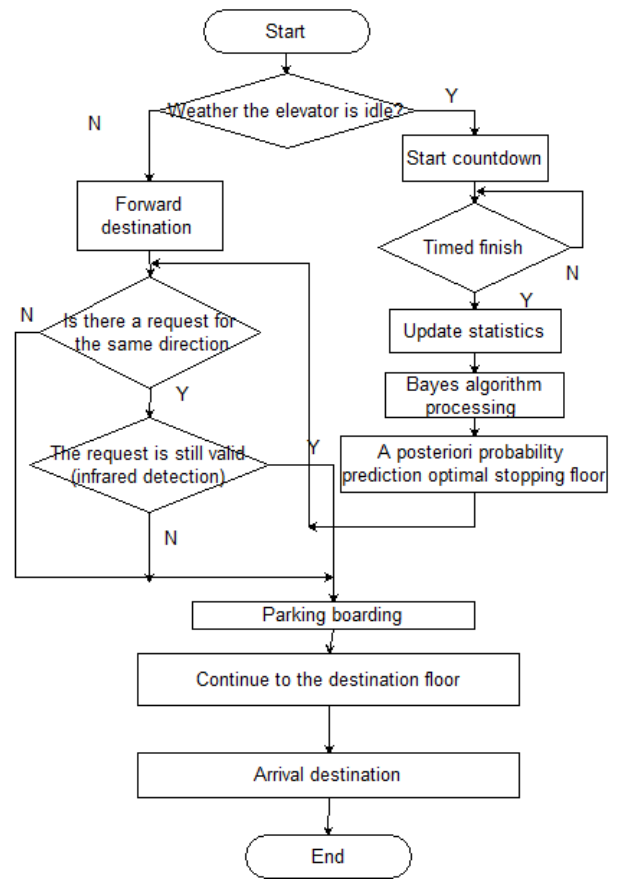 Start
Weather the elevator is idle?
N
Y
Start countdown
Forward
destination
Timed finish
N
Y
Update statistics
N
Is there a request for
the same direction
Y
Bayes algorithm
processing
The request is still valid
(infrared detection)
Y
N
A posteriori probability
prediction optimal stopping floor
Parking boarding
Continue to the destination floor
Arrival destination
End